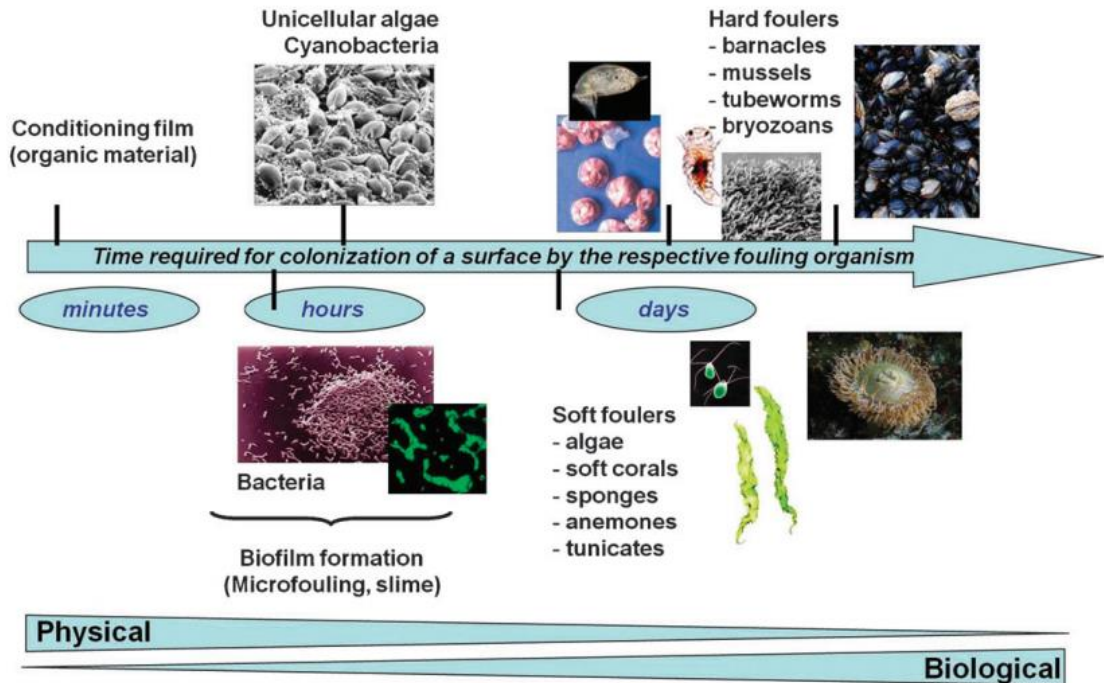 Unicellular algae
Cyanobacteria
Hard foulers
- barnacles
- mussels
- tubeworms
- bryozoans
Conditioning film
(organic material)
Time required for colonization of a surface by the respective fouling organism
minutes
hours
days
Bacteria
Biofilm formation
(Microfouling, slime)
Soft foulers
- algae
- soft corals
- sponges
- anemones
- tunicates
Physical
Biological